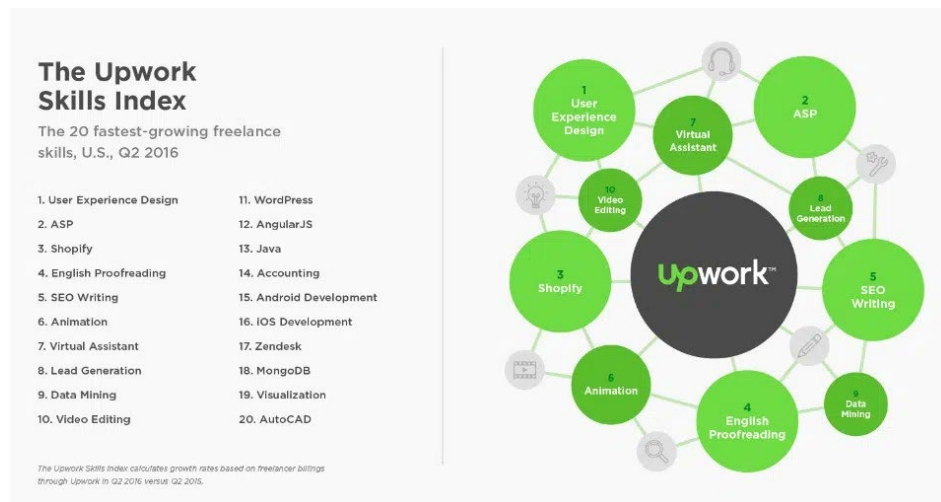 The Upwork
Skills Index
The 20 fastest-growing freelance
skills, U.S., Q2 2016
1. User Experience Design
2. ASP
3. Shopify
4. English Proofreading
5. SEO Writing
6. Animation
7. Virtual Assistant
8. Lead Generation
9. Data Mining
10. Video Editing
11. WordPress
12. AngularJS
13. Java
14. Accounting
15. Android Development
16. iOS Development
17. Zendesk
18. MongoDB
19. Visualization
20. AutoCAD
The Upwork Skills Index calculates growth rates based on freelancer billings
through Upwork in Q2 2016 versus Q2 2015.
1
User
Experience
Design
2
ASP
7
Virtual
Assistant
10
Video
Editing
8
Lead
Generation
3
Shopify
upwork™
5
SEO
Writing
6
Animation
4
English
Proofreading
9
Data
Mining